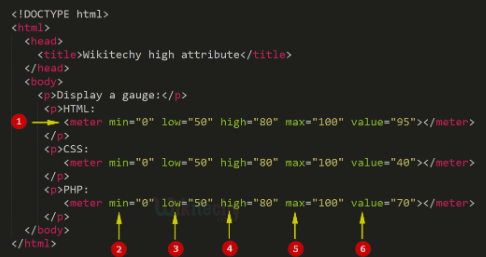 <!DOCTYPE html>
<html>
<head>
<title>Wikitechy high attribute</title>
</head>
<body>
<p>Display a gauge:</p>
<p>HTML:
1 <meter min="0" low="50" high="80" max="100" value="95"></meter>
</p>
<p>CSS:
<meter min="0" low="50" high="80" max="100" value="40"></meter>
</p>
<p>PHP:
<meter min="0" low="50" high="80" max="100" value="70"></meter>
</p>
Wikitechy
</body>
</html>
2 3 4 5 6